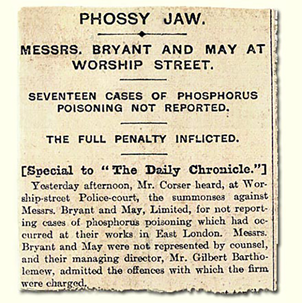 PHOSSY JAW.
MESSRS. BRYANT AND MAY AT
WORSHIP STREET.
SEVENTEEN CASES OF PHOSPHORUS
POISONING NOT REPORTED.
THE FULL PENALTY INFLICTED.
[Special to "The Daily Chronicle."]
Yesterday afternoon, Mr. Corser heard, at Wor-
ship-street Police-court, the summonses against
Messrs. Bryant and May, Limited, for not report-
ing cases of phosphorus poisoning which had oc-
curred at their works in East London. Messrs.
Bryant and May were not represented by counsel,
and their managing director, Mr. Gilbert Bartho-
lemew, admitted the offences with which the firm
were charged.